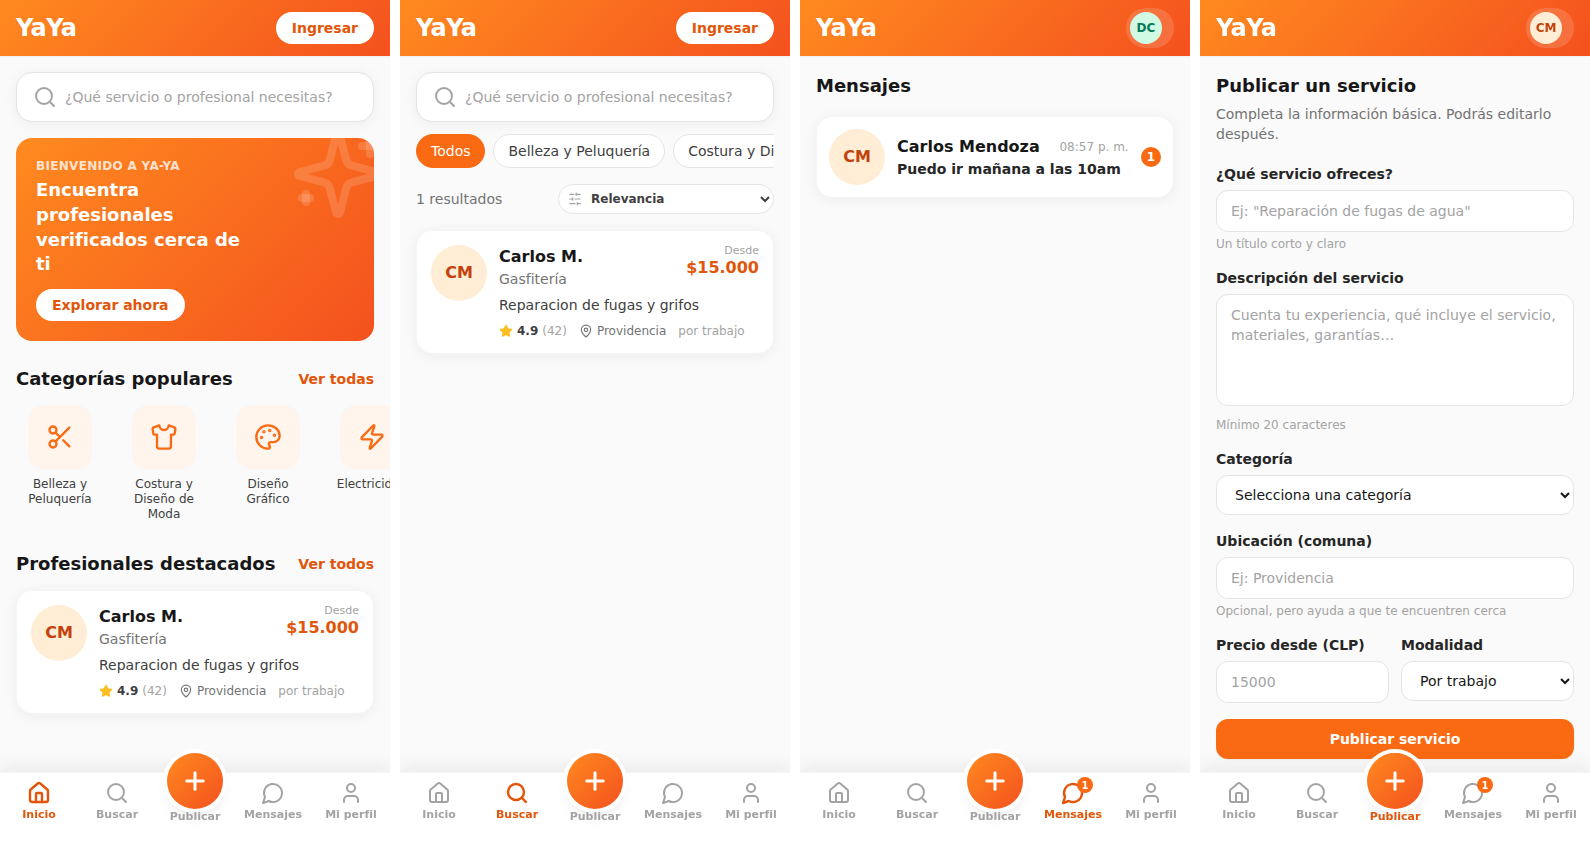 YaYa
Ingresar
¿Qué servicio o profesional necesitas?
BIENVENIDO A YA-YA
Encuentra
profesionales
verificados cerca de
ti
Explorar ahora
Categorías populares
Ver todas
Belleza y
Peluquería
Costura y
Diseño de
Moda
Diseño
Gráfico
Electricid
Profesionales destacados
Ver todos
CM
Carlos M.
Gasfitería
Desde
$15.000
Reparacion de fugas y grifos
4.9 (42)
Providencia
por trabajo
Inicio
Buscar
Publicar
Mensajes
Mi perfil
YaYa
Ingresar
¿Qué servicio o profesional necesitas?
Todos
Belleza y Peluquería
Costura y Di
1 resultados
Relevancia
CM
Carlos M.
Gasfitería
Desde
$15.000
Reparacion de fugas y grifos
4.9 (42)
Providencia
por trabajo
Inicio
Buscar
Publicar
Mensajes
Mi perfil
YaYa
DC
Mensajes
CM
Carlos Mendoza
08:57 p. m.
Puedo ir mañana a las 10am
1
Inicio
Buscar
Publicar
1
Mensajes
Mi perfil
YaYa
CM
Publicar un servicio
Completa la información básica. Podrás editarlo
después.
¿Qué servicio ofreces?
Ej: "Reparación de fugas de agua"
Un título corto y claro
Descripción del servicio
Cuenta tu experiencia, qué incluye el servicio,
materiales, garantías...
Mínimo 20 caracteres
Categoría
Selecciona una categoría
Ubicación (comuna)
Ej: Providencia
Opcional, pero ayuda a que te encuentren cerca
Precio desde (CLP)
Modalidad
15000
Por trabajo
Publicar servicio
Inicio
Buscar
Publicar
1
Mensajes
Mi perfil